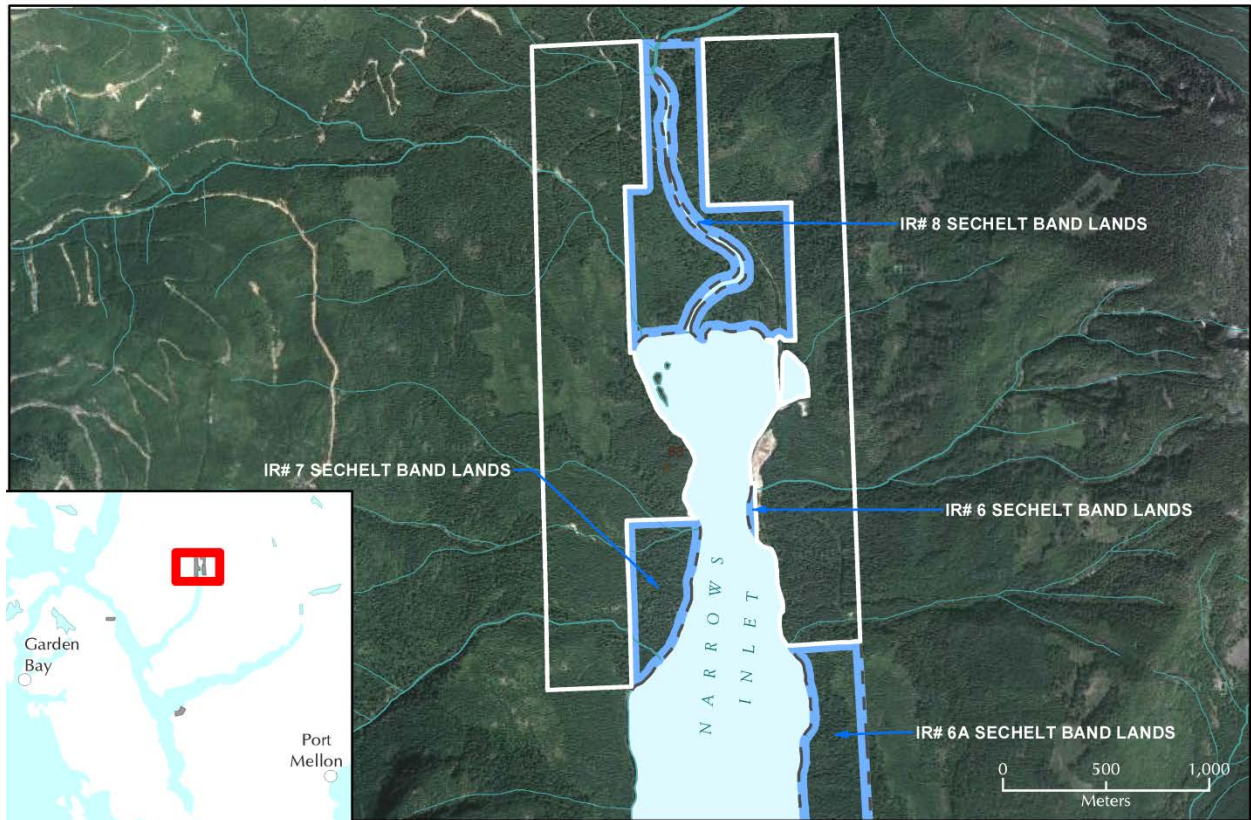 IR# 8 SECHELT BAND LANDS
IR# 7 SECHELT BAND LANDS
IR# 6 SECHELT BAND LANDS
NARROWS
INLET
IR# 6A SECHELT BAND LANDS
0 500 1,000
Meters
Garden
Bay
Port
Mellon